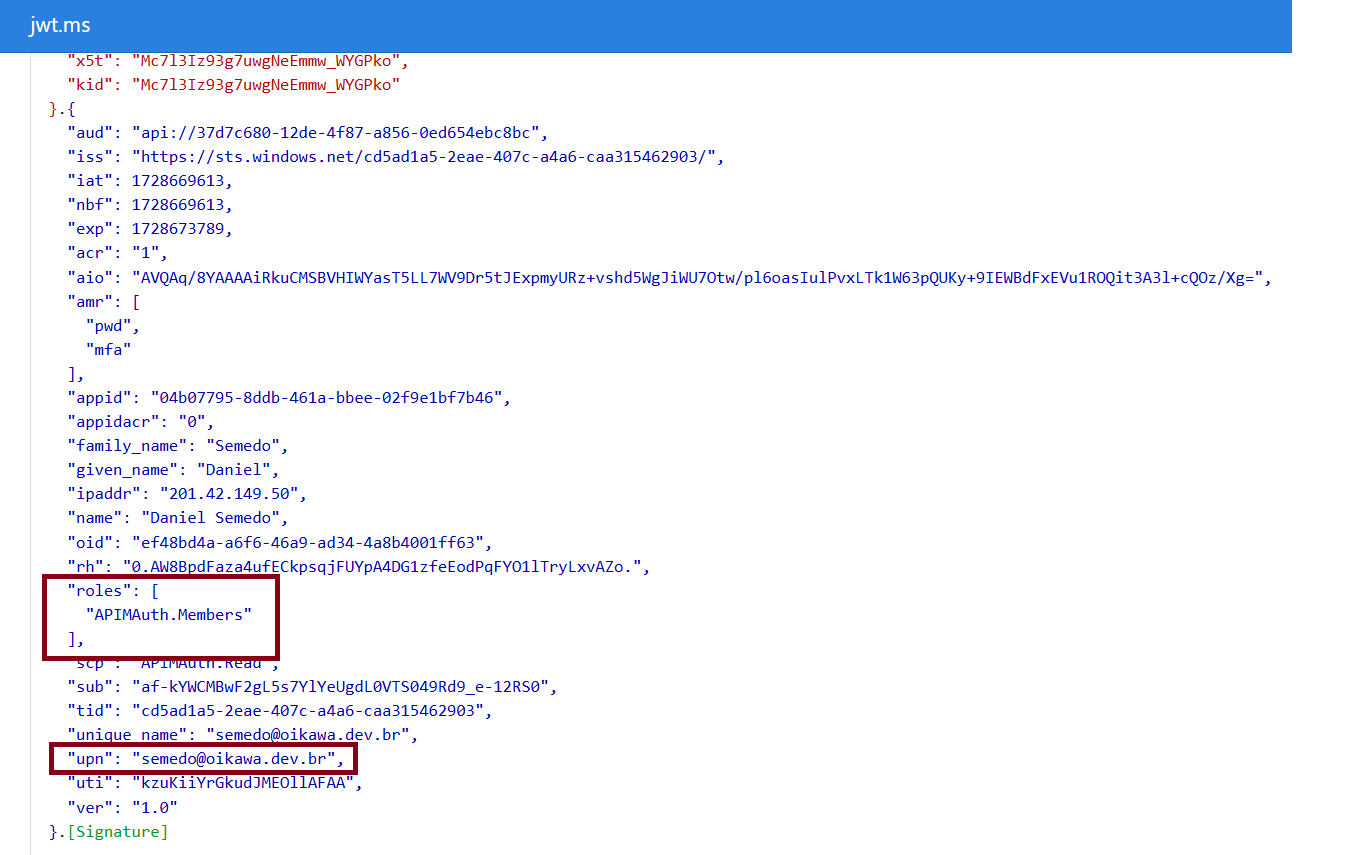 jwt.ms
"x5t": "Mc7l3Iz93g7uwgNeEmmw_WYGPko",
"kid": "Mc7l3Iz93g7uwgNeEmmw_WYGPko"
}.{
"aud": "api://37d7c680-12de-4f87-a856-0ed654ebc8bc",
"iss": "https://sts.windows.net/cd5ad1a5-2eae-407c-a4a6-caa315462903/",
"iat": 1728669613,
"nbf": 1728669613,
"exp": 1728673789,
"acr": "1",
"aio": "AVQAq/8YAAAAiRkuCMSBVHIWYasT5LL7WV9Dr5tJExpmyURz+vshd5WgJiWU7Otw/pl6oasIulPvxLTk1W63pQUKy+9IEWBdFxEVu1ROQit3A3l+cQOz/Xg=",
"amr": [
"pwd",
"mfa"
],
"appid": "04b07795-8ddb-461a-bbee-02f9e1bf7b46",
"appidacr": "0",
"family_name": "Semedo",
"given_name": "Daniel",
"ipaddr": "201.42.149.50",
"name": "Daniel Semedo",
"oid": "ef48bd4a-a6f6-46a9-ad34-4a8b4001ff63",
"rh": "0.AW8BpdFaza4ufECkpsqjFUYpA4DG1zfeEodPqFYO1lTryLxvAZo.",
"roles": [
"APIMAuth.Members"
],
"scp": "APIMAuth.Read",
"sub": "af-kYWCMBwF2gL5s7YlYeUgdL0VTS049Rd9_e-12RS0",
"tid": "cd5ad1a5-2eae-407c-a4a6-caa315462903",
"unique_name": "semedo@oikawa.dev.br",
"upn": "semedo@oikawa.dev.br",
"uti": "kzuKiiYrGkudJMEOllAFAA",
"ver": "1.0"
}.[Signature]